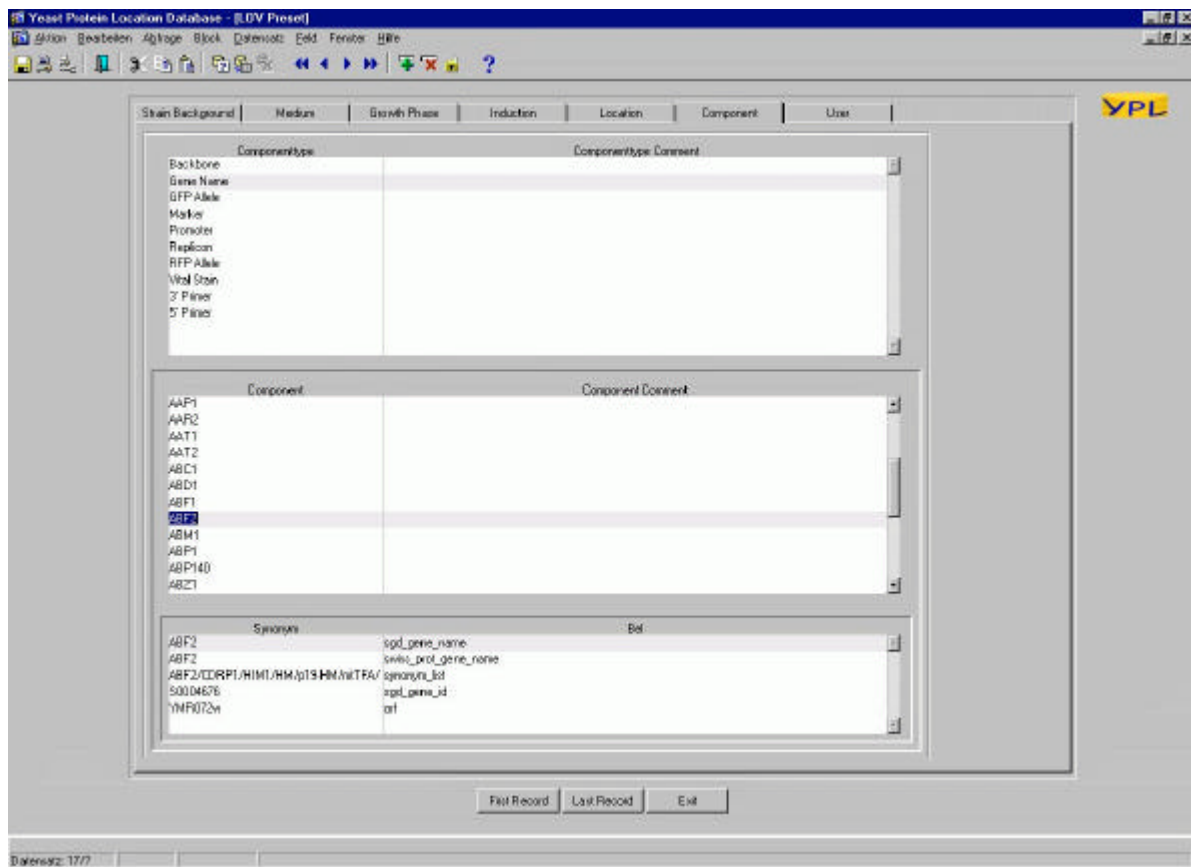 Yeast Protein Location Database - [LOV Preset]
Aktion Bearbeiten Abfrage Block Datensatz Feld Fenster Hilfe
?
Strain Background Medium Growth Phase Induction Location Component User
YPL
Componenttype Componenttype Comment
Backbone
Gene Name
GFP Allele
Marker
Promoter
Replicon
RFP Allele
Vital Stain
3' Primer
5' Primer
Component Component Comment
AAP1
AAR2
AAT1
AAT2
ABC1
ABD1
ABF1
ABF2
ABM1
ABP1
ABP140
ABZ1
Synonym Bel
ABF2 sgd_gene_name
ABF2 swiss_prot_gene_name
synonym_list
S0004676 sgd_gene_id
YMR072w orf
First Record Last Record Exit
Datensatz: 17/?